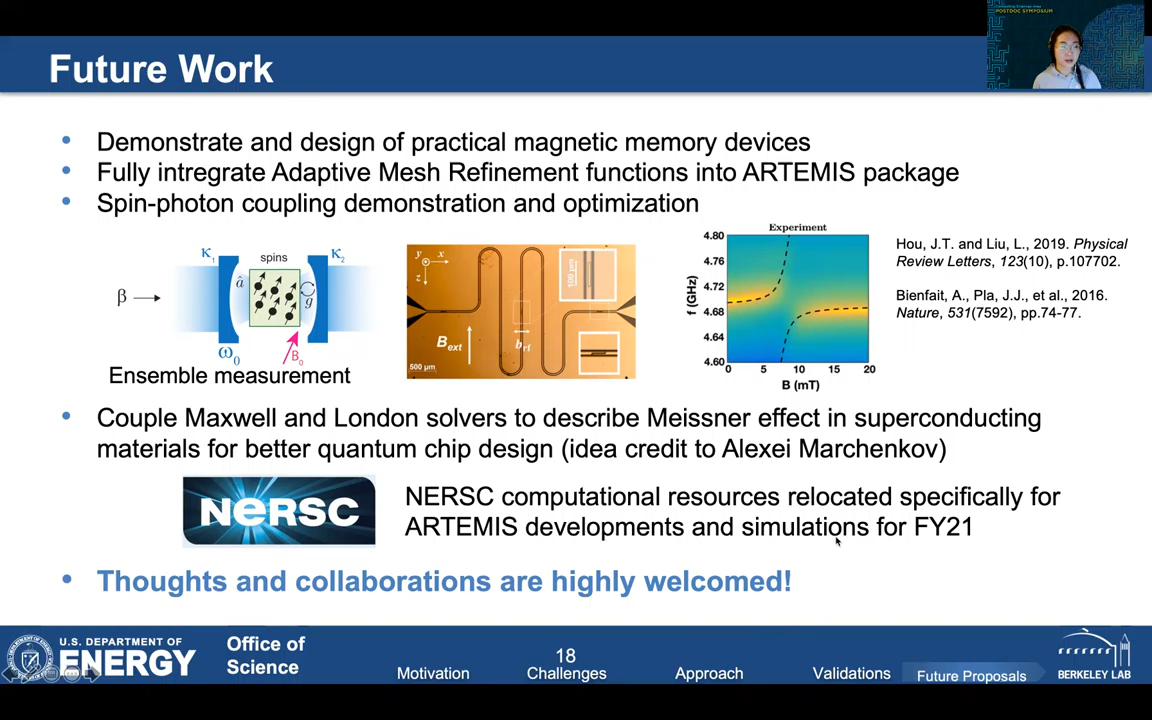 Computing Sciences Area
POSTDOC SYMPOSIUM
Future Work
• Demonstrate and design of practical magnetic memory devices
• Fully intregrate Adaptive Mesh Refinement functions into ARTEMIS package
• Spin-photon coupling demonstration and optimization
κ1
spins
κ2
â
g
β
ω0
B0
Ensemble measurement
y
x
z
100 μm
Bext
brf
500 μm
Experiment
f (GHz)
4.80
4.76
4.72
4.68
4.64
4.60
0 5 10 15 20
B (mT)
Hou, J.T. and Liu, L., 2019. Physical
Review Letters, 123(10), p.107702.
Bienfait, A., Pla, J.J., et al., 2016.
Nature, 531(7592), pp.74-77.
• Couple Maxwell and London solvers to describe Meissner effect in superconducting
materials for better quantum chip design (idea credit to Alexei Marchenkov)
NERSC
NERSC computational resources relocated specifically for
ARTEMIS developments and simulations for FY21
• Thoughts and collaborations are highly welcomed!
U.S. DEPARTMENT OF
ENERGY
Office of
Science
18
Motivation
Challenges
Approach
Validations
Future Proposals
BERKELEY LAB